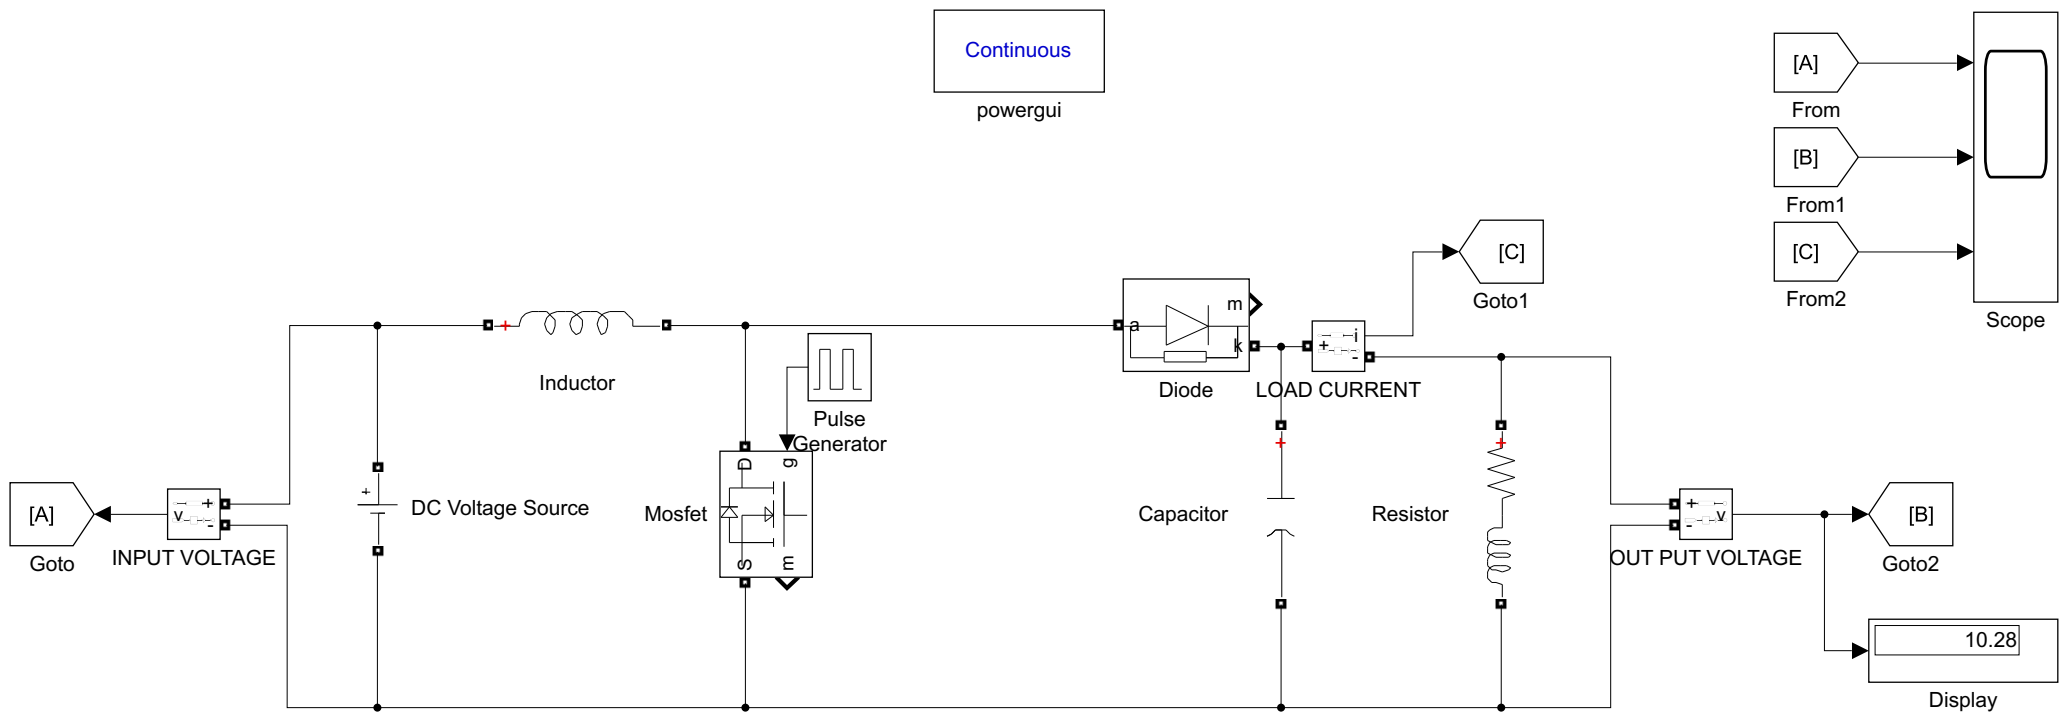 Continuous
powergui
[A]
From
[B]
From1
[C]
From2
Scope
[C]
Goto1
+
Inductor
Pulse
Generator
a
m
k
Diode
i
+
-
LOAD CURRENT
[A]
Goto
v
+
-
INPUT VOLTAGE
+
DC Voltage Source
Mosfet
D
g
S
m
+
Capacitor
+
Resistor
+
-
v
OUT PUT VOLTAGE
[B]
Goto2
10.28
Display